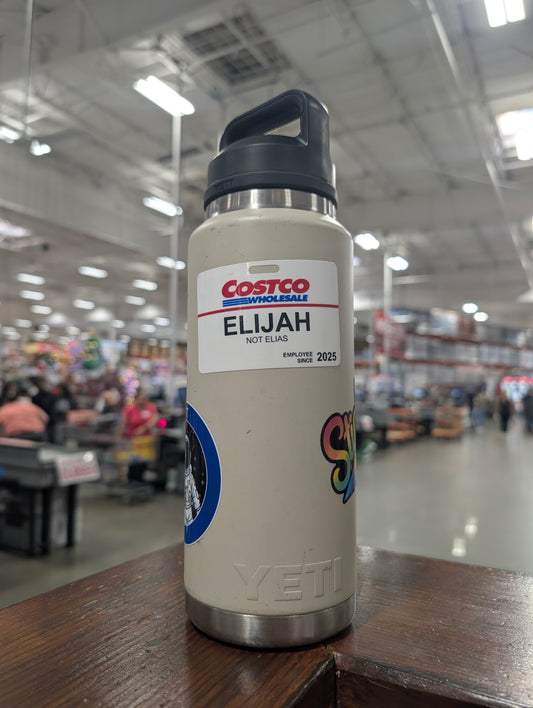 COSTCO
WHOLESALE
ELIJAH
NOT ELIAS
EMPLOYEE
SINCE 2025
YETI